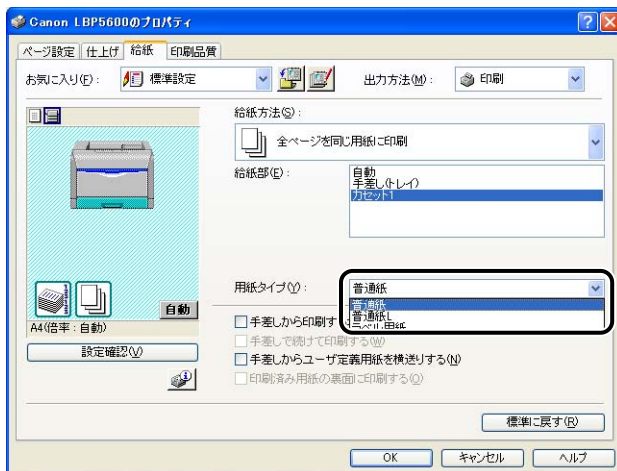 Canon LBP5600のプロパティ
ページ設定 仕上げ 給紙 印刷品質
お気に入り(F): 標準設定 出力方法(M): 印刷
給紙方法(S):
全ページを同じ用紙に印刷
給紙部(E): 自動
手差し(トレイ)
カセット1
用紙タイプ(Y): 普通紙
普通紙
普通紙L
ラベル用紙
自動
A4(倍率:自動)
設定確認(V)
手差しから印刷す
手差しで続けて印刷する(W)
手差しからユーザ定義用紙を横送りする(N)
印刷済み用紙の裏面に印刷する(O)
標準に戻す(R)
OK キャンセル ヘルプ